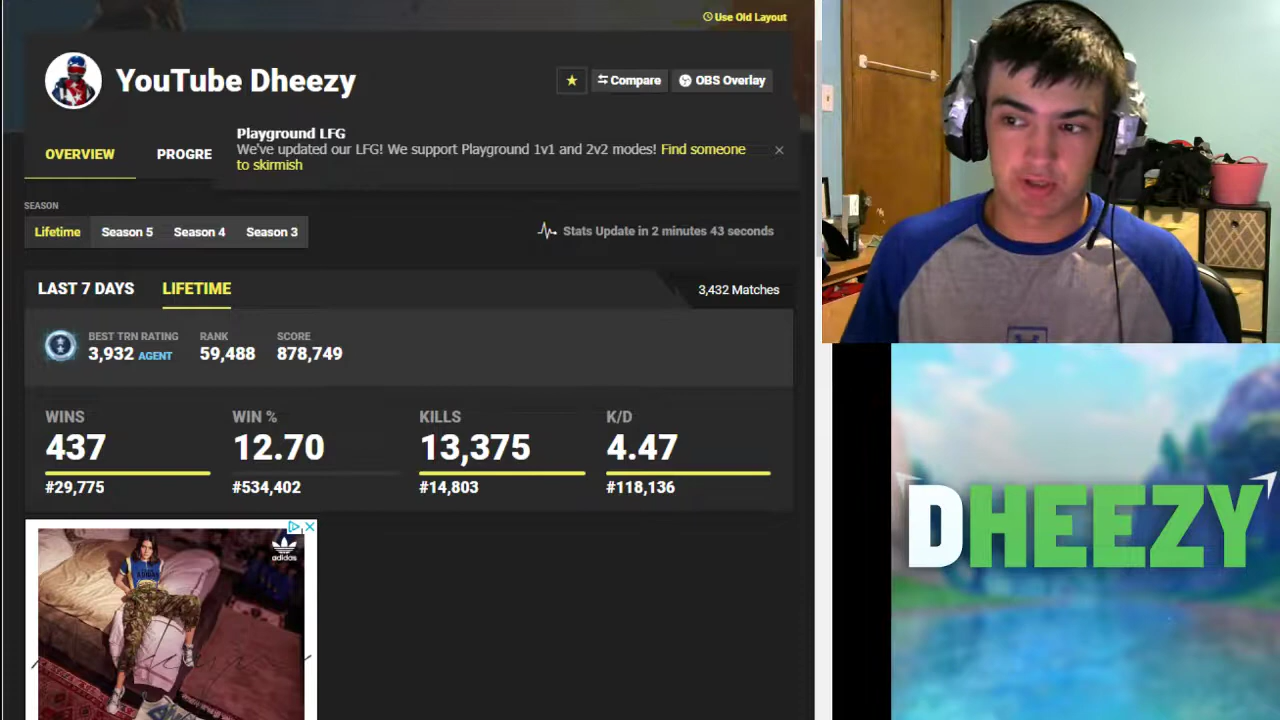 Use Old Layout
YouTube Dheezy
★ Compare OBS Overlay
Playground LFG
We've updated our LFG! We support Playground 1v1 and 2v2 modes! Find someone
to skirmish
OVERVIEW PROGRE
SEASON
Lifetime Season 5 Season 4 Season 3
Stats Update in 2 minutes 43 seconds
LAST 7 DAYS LIFETIME 3,432 Matches
BEST TRN RATING RANK SCORE
3,932 AGENT 59,488 878,749
WINS WIN % KILLS K/D
437 12.70 13,375 4.47
#29,775 #534,402 #14,803 #118,136
adidas
DHEEZY